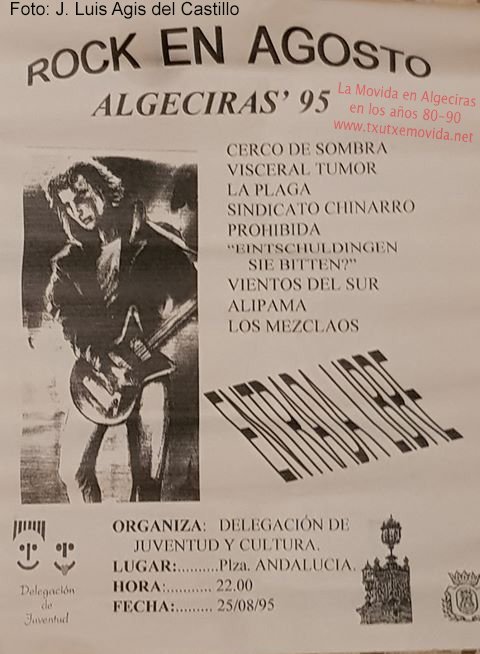 Foto: J. Luis Agis del Castillo
ROCK EN AGOSTO
ALGECIRAS' 95
La Movida en Algeciras
en los años 80-90
www.txutxemovida.net
CERCO DE SOMBRA
VISCERAL TUMOR
LA PLAGA
SINDICATO CHINARRO
PROHIBIDA
"EINTSCHULDINGEN
SIE BITTEN?"
VIENTOS DEL SUR
ALIPAMA
LOS MEZCLAOS
ENTRADA LIBRE
ORGANIZA: DELEGACIÓN DE
JUVENTUD Y CULTURA.
LUGAR:..........Plza. ANDALUCIA.
HORA:........... 22.00
FECHA:......... 25/08/95
Delegación
de
Juventud